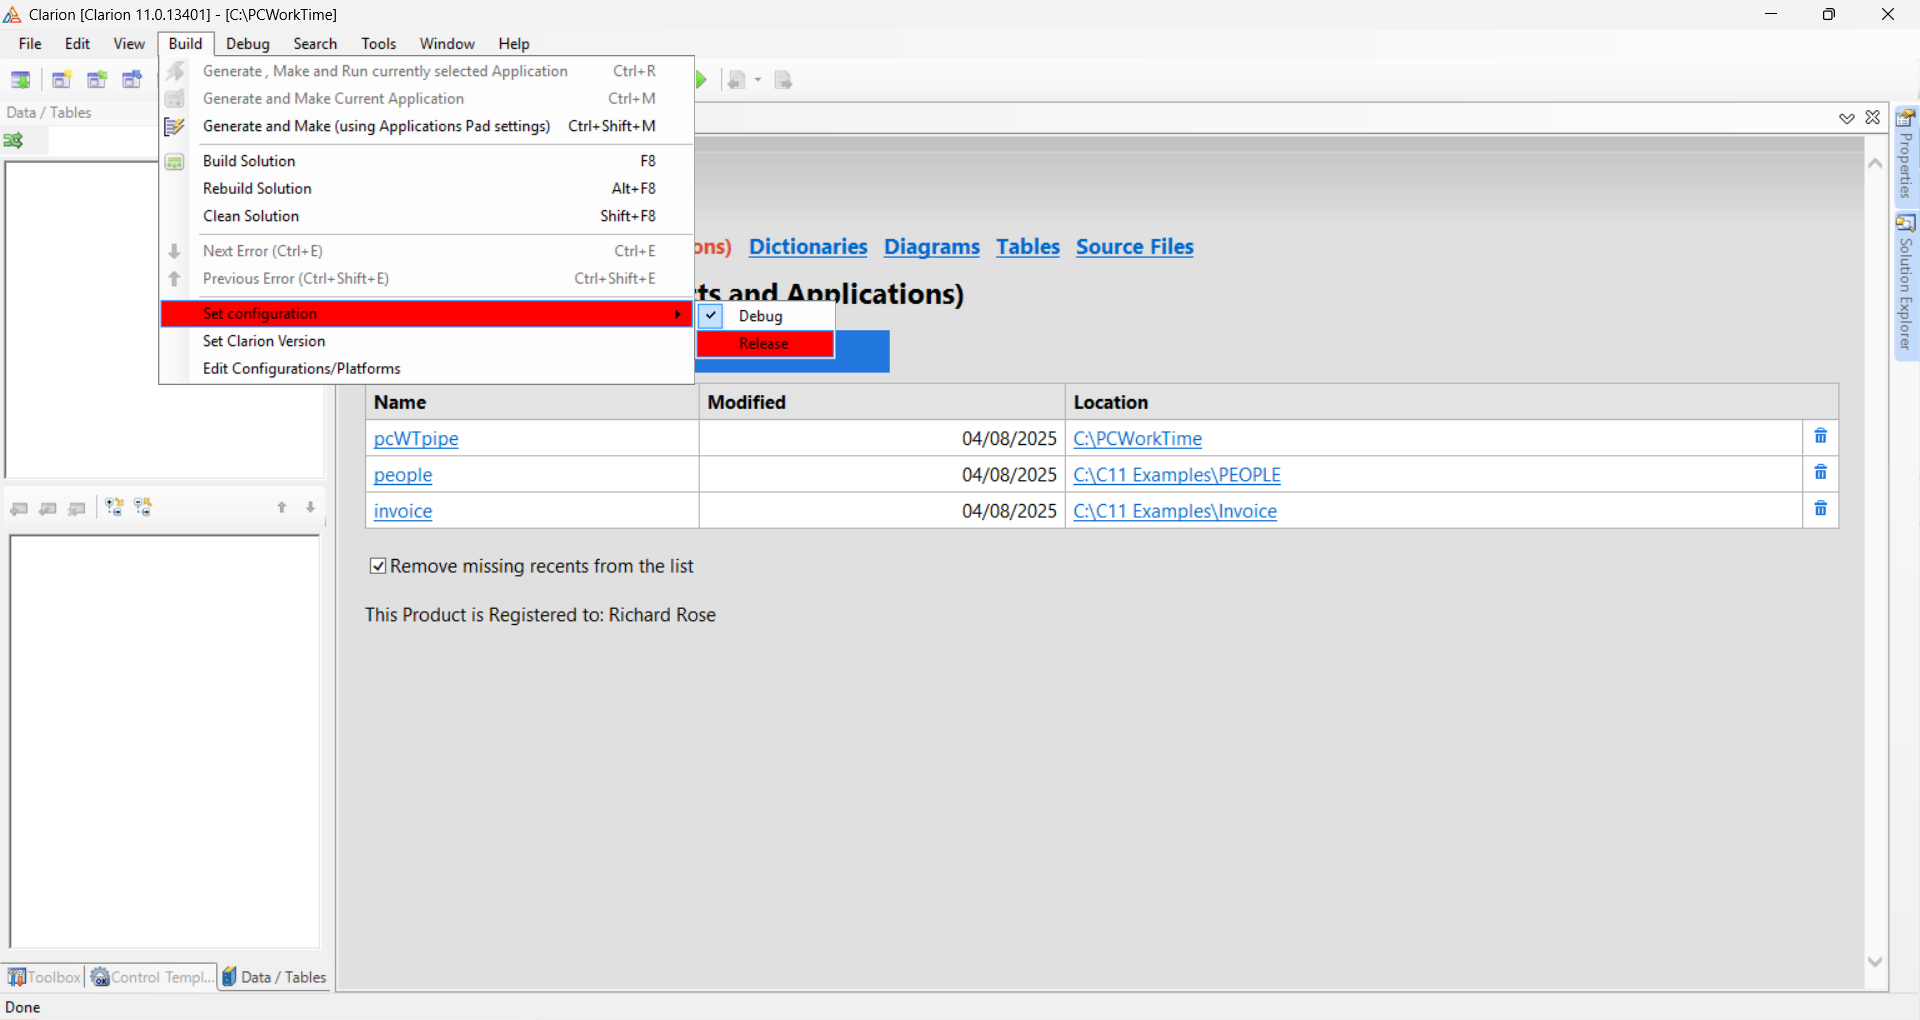 Clarion [Clarion 11.0.13401] - [C:\PCWorkTime]
File Edit View Build Debug Search Tools Window Help
Generate , Make and Run currently selected Application Ctrl+R
Generate and Make Current Application Ctrl+M
Generate and Make (using Applications Pad settings) Ctrl+Shift+M
Build Solution F8
Rebuild Solution Alt+F8
Clean Solution Shift+F8
Next Error (Ctrl+E) Ctrl+E
Previous Error (Ctrl+Shift+E) Ctrl+Shift+E
Set configuration
Set Clarion Version
Edit Configurations/Platforms
Debug
Release
Data / Tables
ons) Dictionaries Diagrams Tables Source Files
ts and Applications)
Name Modified Location
pcWTpipe 04/08/2025 C:\PCWorkTime
people 04/08/2025 C:\C11 Examples\PEOPLE
invoice 04/08/2025 C:\C11 Examples\Invoice
Remove missing recents from the list
This Product is Registered to: Richard Rose
Properties
Solution Explorer
Toolbox Control Templ... Data / Tables
Done